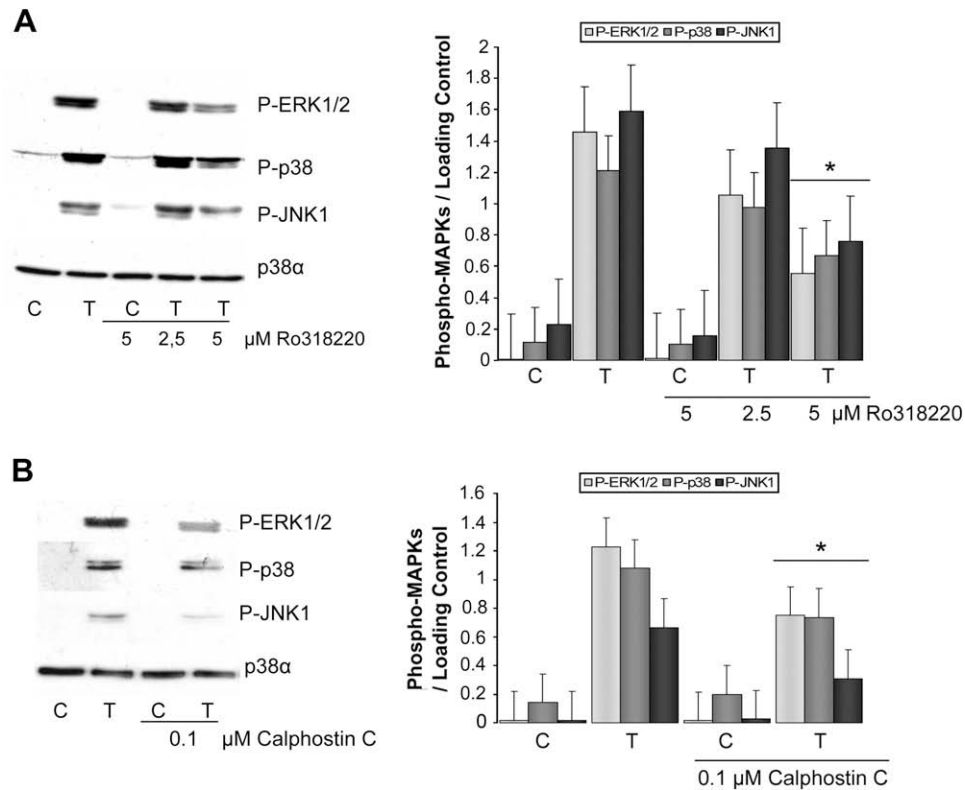 A
P-ERK1/2
P-p38
P-JNK1
p38α
C T C T T
5 2,5 5 µM Ro318220
P-ERK1/2 P-p38 P-JNK1
Phospho-MAPKs / Loading Control
2
1.8
1.6
1.4
1.2
1
0.8
0.6
0.4
0.2
0
*
C T C T T
5 2.5 5 µM Ro318220
B
P-ERK1/2
P-p38
P-JNK1
p38α
C T C T
0.1 µM Calphostin C
P-ERK1/2 P-p38 P-JNK1
Phospho-MAPKs
/ Loading Control
1.6
1.4
1.2
1
0.8
0.6
0.4
0.2
0
*
C T C T
0.1 µM Calphostin C